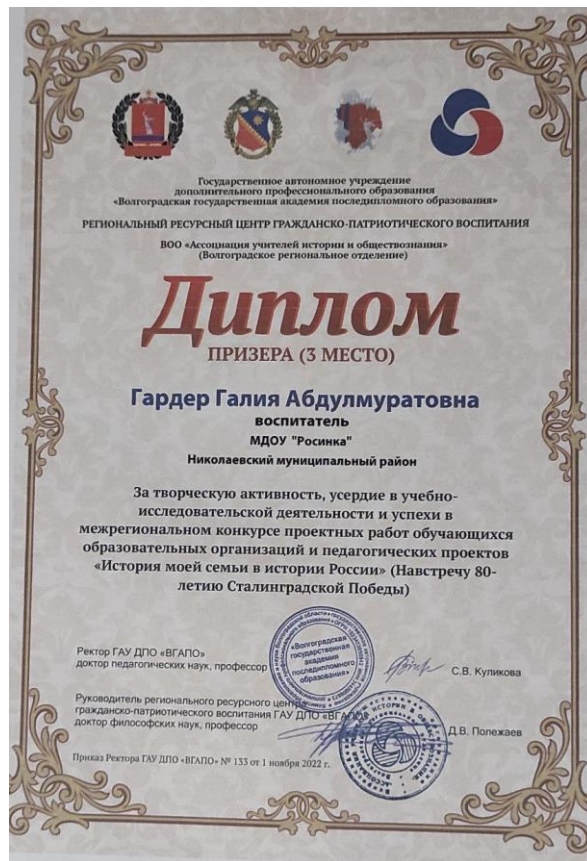 Государственное автономное учреждение
дополнительного профессионального образования
«Волгоградская государственная академия последипломного образования»
РЕГИОНАЛЬНЫЙ РЕСУРСНЫЙ ЦЕНТР ГРАЖДАНСКО-ПАТРИОТИЧЕСКОГО ВОСПИТАНИЯ
ВОО «Ассоциация учителей истории и обществознания»
(Волгоградское региональное отделение)
Диплом
ПРИЗЕРА (3 МЕСТО)
Гардер Галия Абдулмуратовна
воспитатель
МДОУ "Росинка"
Николаевский муниципальный район
За творческую активность, усердие в учебно-
исследовательской деятельности и успехи в
межрегиональном конкурсе проектных работ обучающихся
образовательных организаций и педагогических проектов
«История моей семьи в истории России» (Навстречу 80-
летию Сталинградской Победы)
Ректор ГАУ ДПО «ВГАПО»
доктор педагогических наук, профессор
С.В. Куликова
«Волгоградская
государственная
академия
последипломного
образования»
Руководитель регионального ресурсного центра
гражданско-патриотического воспитания ГАУ ДПО «ВГАПО»
доктор философских наук, профессор
Д.В. Полежаев
Приказ Ректора ГАУ ДПО «ВГАПО» № 133 от 1 ноября 2022 г.